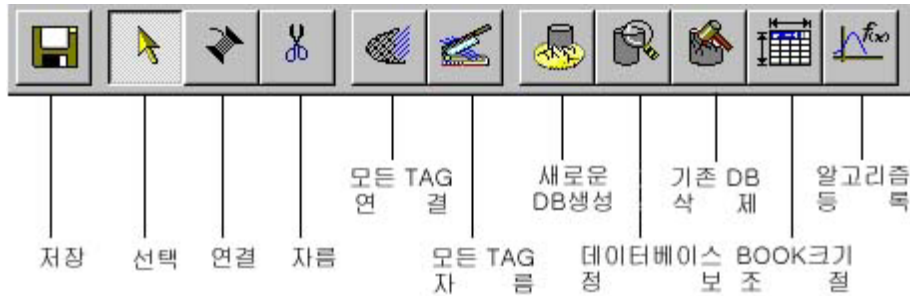 f(x)
모든 TAG
연 결
새로운
DB생성
기존 DB
삭 제
알고리즘
등 록
저장
선택
연결
자름
모든 TAG
자 름
데이터베이스
정 보
BOOK크기
조 절